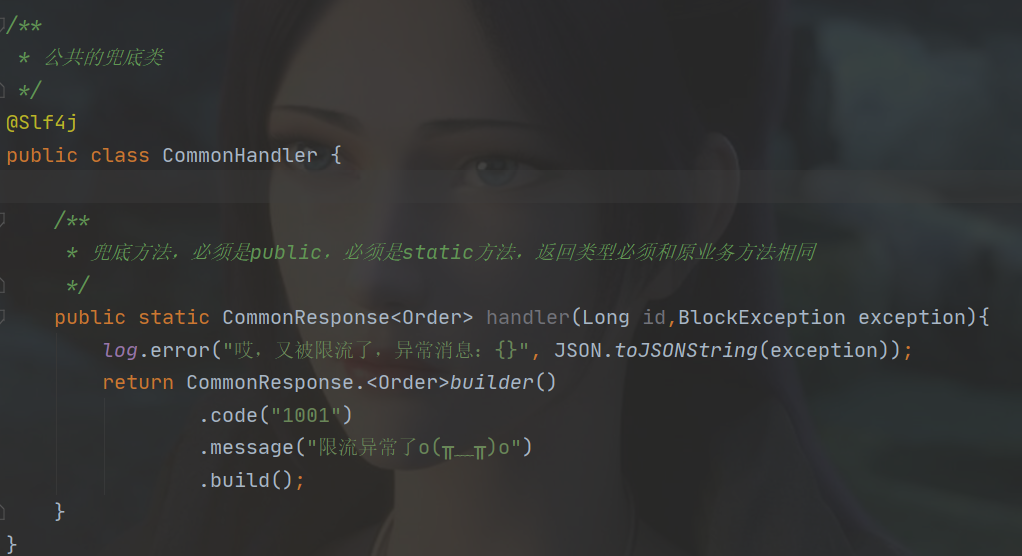 /**
 * 公共的兜底类
 */
@Slf4j
public class CommonHandler {
    /**
     * 兜底方法，必须是public，必须是static方法，返回类型必须和原业务方法相同
     */
    public static CommonResponse<Order> handler(Long id,BlockException exception){
        log.error("哎，又被限流了，异常消息：{}", JSON.toJSONString(exception));
        return CommonResponse.<Order>builder()
                .code("1001")
                .message("限流异常了o(╥﹏╥)o")
                .build();
    }
}